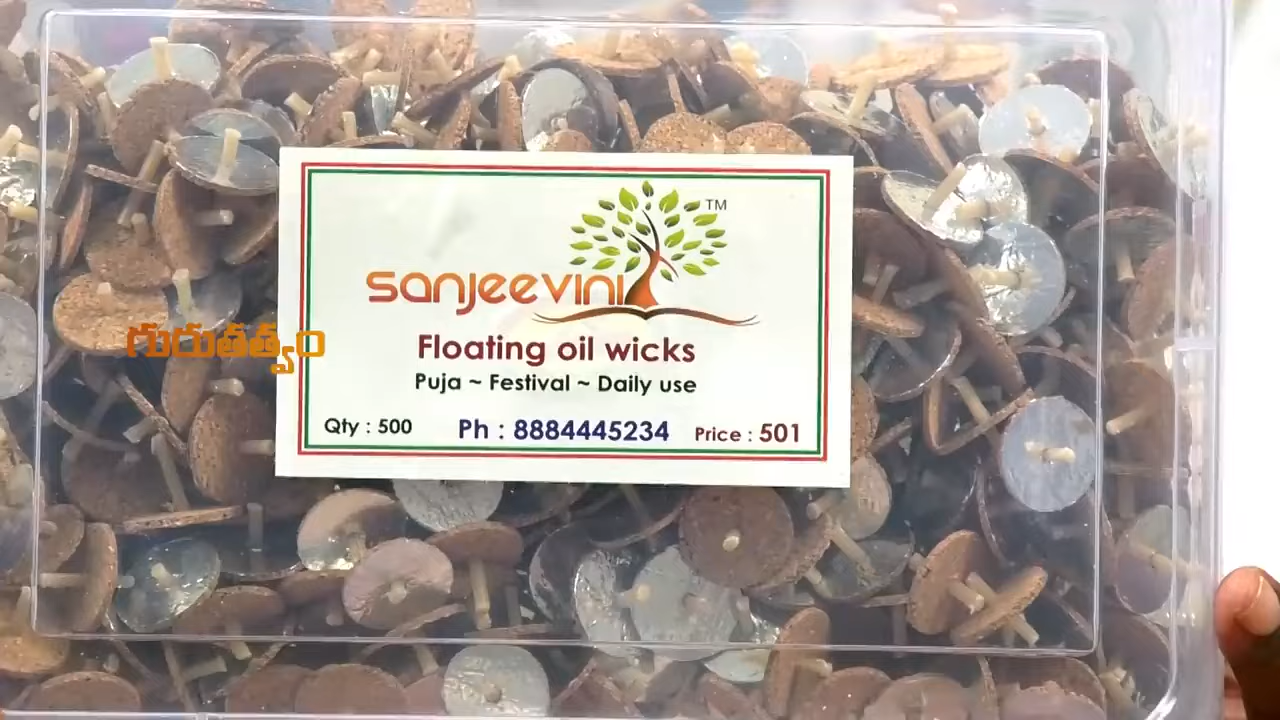 SANJEEVINI TM
గురుతత్వం
Floating oil wicks
Puja ~ Festival ~ Daily use
Qty : 500 Ph : 8884445234 Price : 501